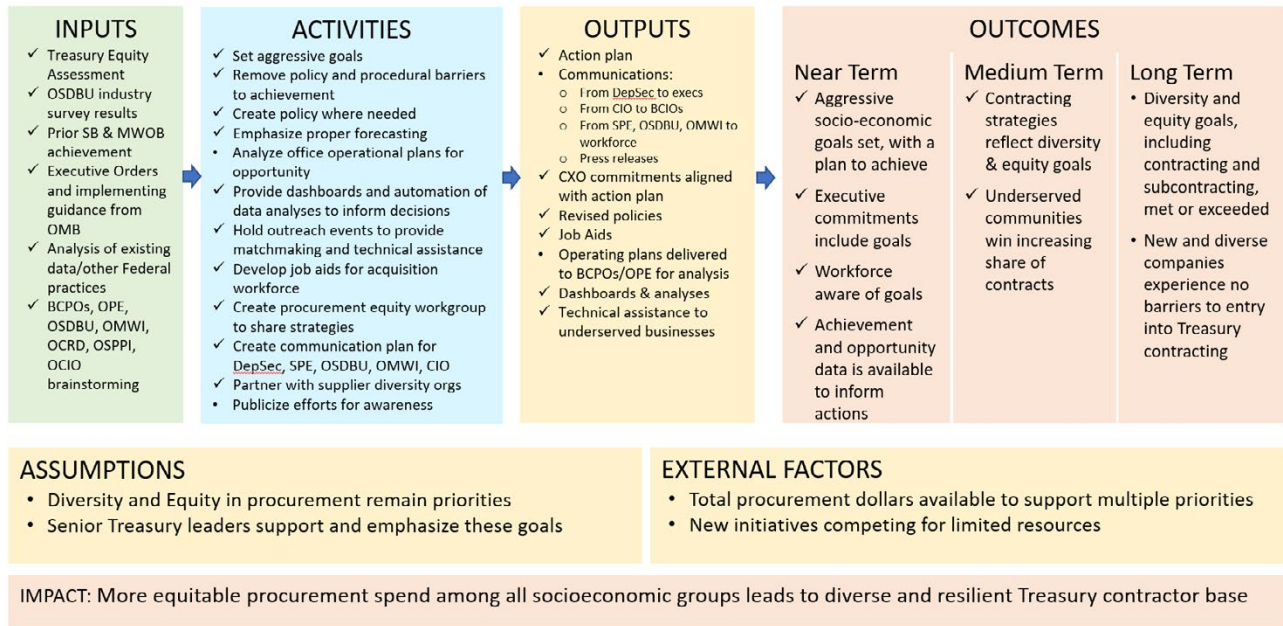 INPUTS
✓ Treasury Equity
Assessment
✓ OSDBU industry
survey results
✓ Prior SB & MWOB
achievement
✓ Executive Orders
and implementing
guidance from
OMB
✓ Analysis of existing
data/other Federal
practices
✓ BCPOs, OPE,
OSDBU, OMWI,
OCRD, OSPPI,
OCIO
brainstorming
ACTIVITIES
✓ Set aggressive goals
✓ Remove policy and procedural barriers
to achievement
✓ Create policy where needed
✓ Emphasize proper forecasting
• Analyze office operational plans for
opportunity
✓ Provide dashboards and automation of
data analyses to inform decisions
✓ Hold outreach events to provide
matchmaking and technical assistance
✓ Develop job aids for acquisition
workforce
✓ Create procurement equity workgroup
to share strategies
✓ Create communication plan for
DepSec, SPE, OSDBU, OMWI, CIO
✓ Partner with supplier diversity orgs
• Publicize efforts for awareness
OUTPUTS
✓ Action plan
• Communications:
o From DepSec to execs
o From CIO to BCIOs
o From SPE, OSDBU, OMWI to
workforce
o Press releases
✓ CXO commitments aligned
with action plan
✓ Revised policies
✓ Job Aids
• Operating plans delivered
to BCPOs/OPE for analysis
✓ Dashboards & analyses
✓ Technical assistance to
underserved businesses
OUTCOMES
Near Term
✓ Aggressive
socio-economic
goals set, with a
plan to achieve
✓ Executive
commitments
include goals
✓ Workforce
aware of goals
✓ Achievement
and opportunity
data is available
to inform
actions
Medium Term
✓ Contracting
strategies
reflect diversity
& equity goals
✓ Underserved
communities
win increasing
share of
contracts
Long Term
• Diversity and
equity goals,
including
contracting and
subcontracting,
met or exceeded
• New and diverse
companies
experience no
barriers to entry
into Treasury
contracting
ASSUMPTIONS
• Diversity and Equity in procurement remain priorities
• Senior Treasury leaders support and emphasize these goals
EXTERNAL FACTORS
• Total procurement dollars available to support multiple priorities
• New initiatives competing for limited resources
IMPACT: More equitable procurement spend among all socioeconomic groups leads to diverse and resilient Treasury contractor base